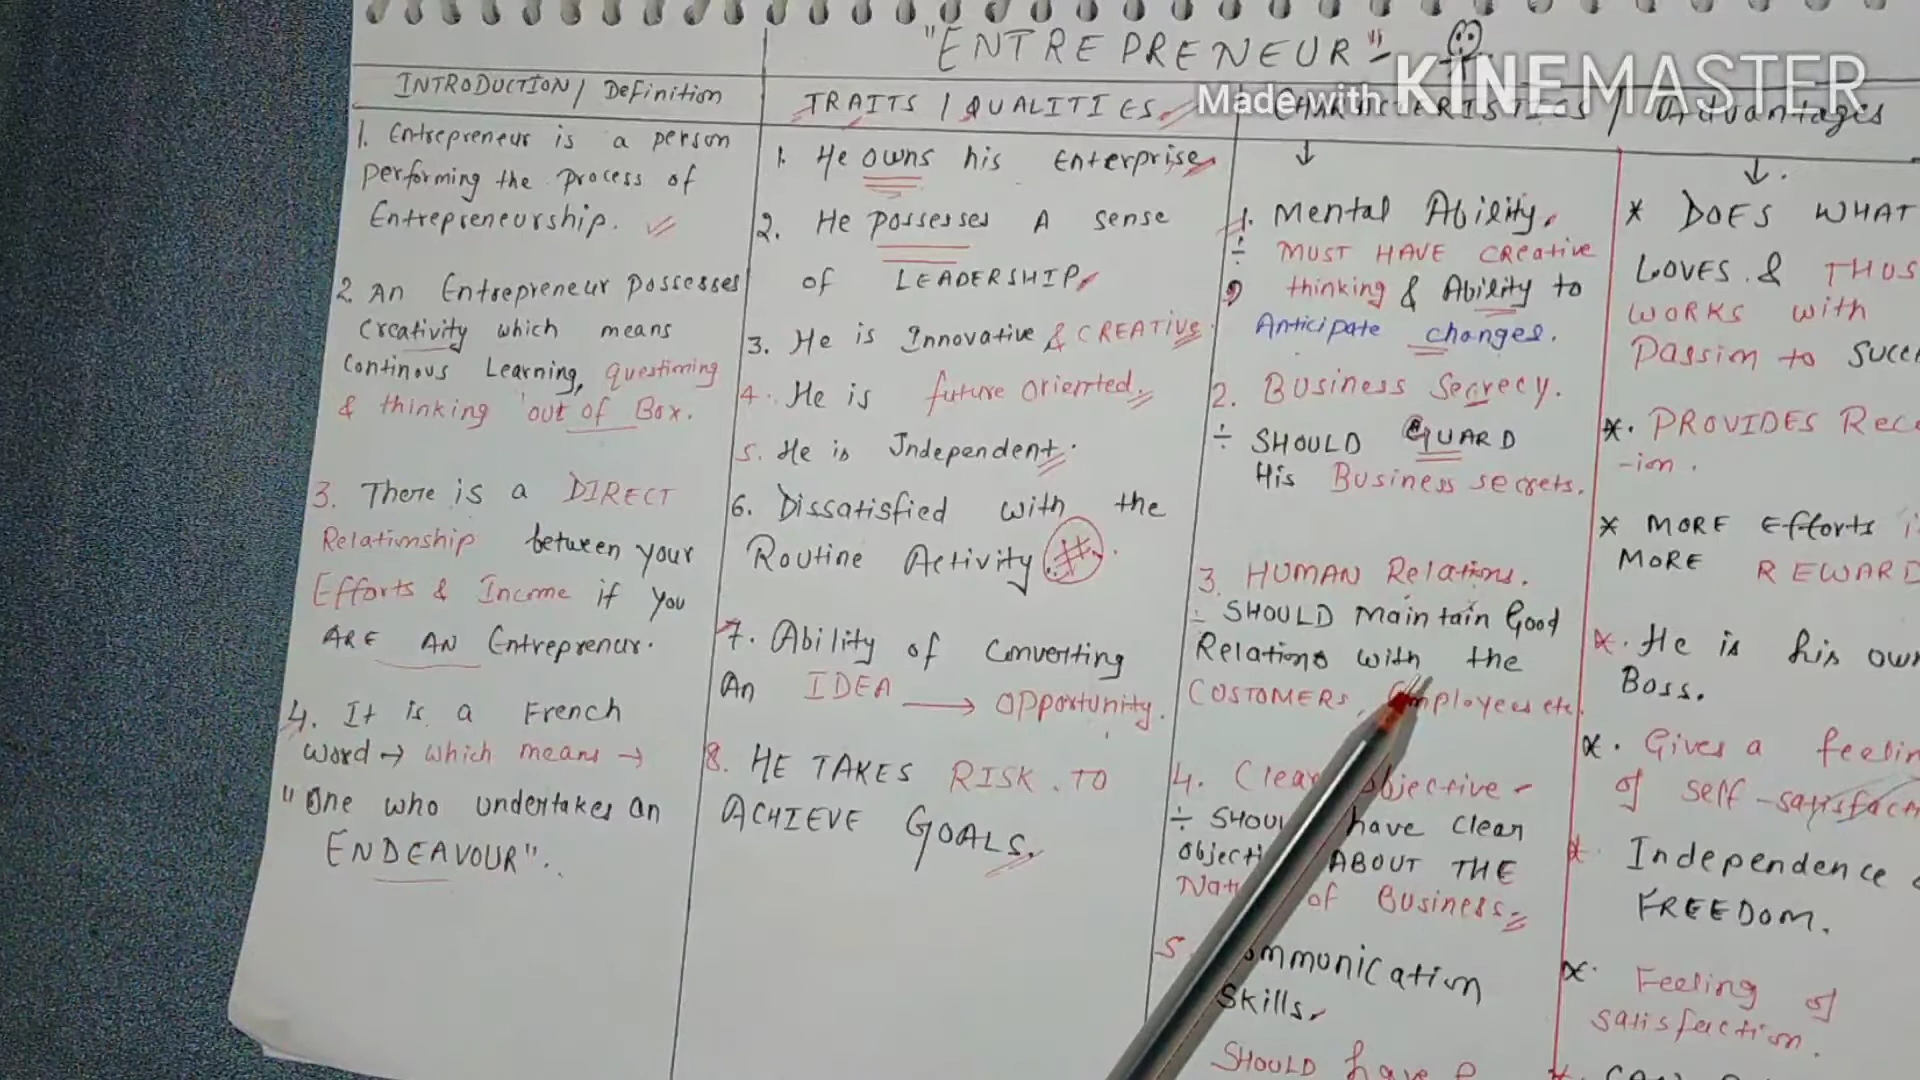 "ENTREPRENEUR"
Made with KINEMASTER
INTRODUCTION / Definition
1. Entrepreneur is a person
performing the process of
Entrepreneurship.
2. An Entrepreneur possesses
Creativity which means
Continous Learning, questioning
& thinking 'out of Box.
3. There is a DIRECT
Relationship between your
Efforts & Income if you
ARE AN Entrepreneur.
4. It is a French
word → which means →
"One who undertakes an
ENDEAVOUR".
TRAITS / QUALITIES
1. He owns his Enterprise
2. He possesses A sense
of LEADERSHIP
3. He is Innovative & CREATIVE
4. He is future oriented.
5. He is Independent.
6. Dissatisfied with the
Routine Activity #
7. Ability of Converting
An IDEA → opportunity.
8. HE TAKES RISK TO
ACHIEVE GOALS.
CHARACTERISTICS / Advantages
↓
1. Mental Ability.
÷ MUST HAVE Creative
thinking & Ability to
Anticipate changes.
2. Business Secrecy.
÷ SHOULD GUARD
His Business secrets.
3. HUMAN Relations.
÷ SHOULD maintain Good
Relations with the
CUSTOMERS, Employees etc.
4. Clear objective -
÷ have clear
ABOUT THE
of Business
5.
Skills
SHOULD have
↓
* DOES WHAT
LOVES & THUS
WORKS with
Passion to
* PROVIDES
-ion.
* MORE Efforts
MORE REWARD
* He is his
Boss.
* Gives a
of self-
* Independence
FREEDOM.
* Feeling of
satisfaction.